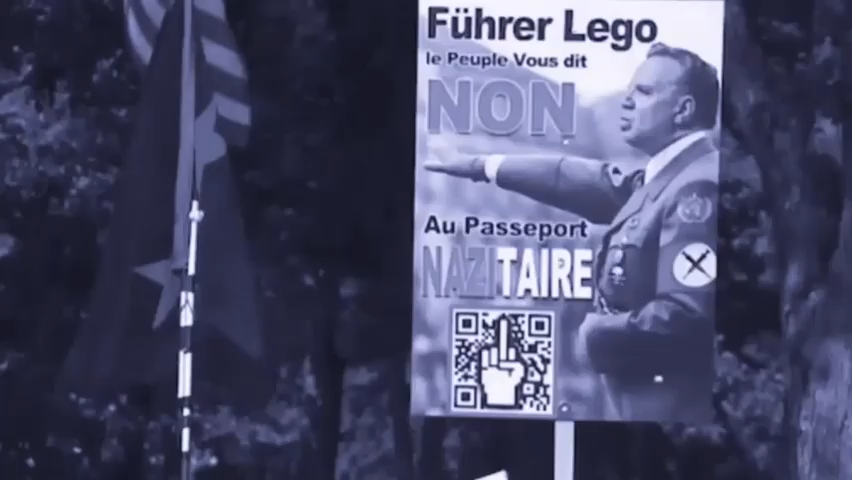 Führer Lego
le Peuple Vous dit
NON
Au Passeport
NAZITAIRE